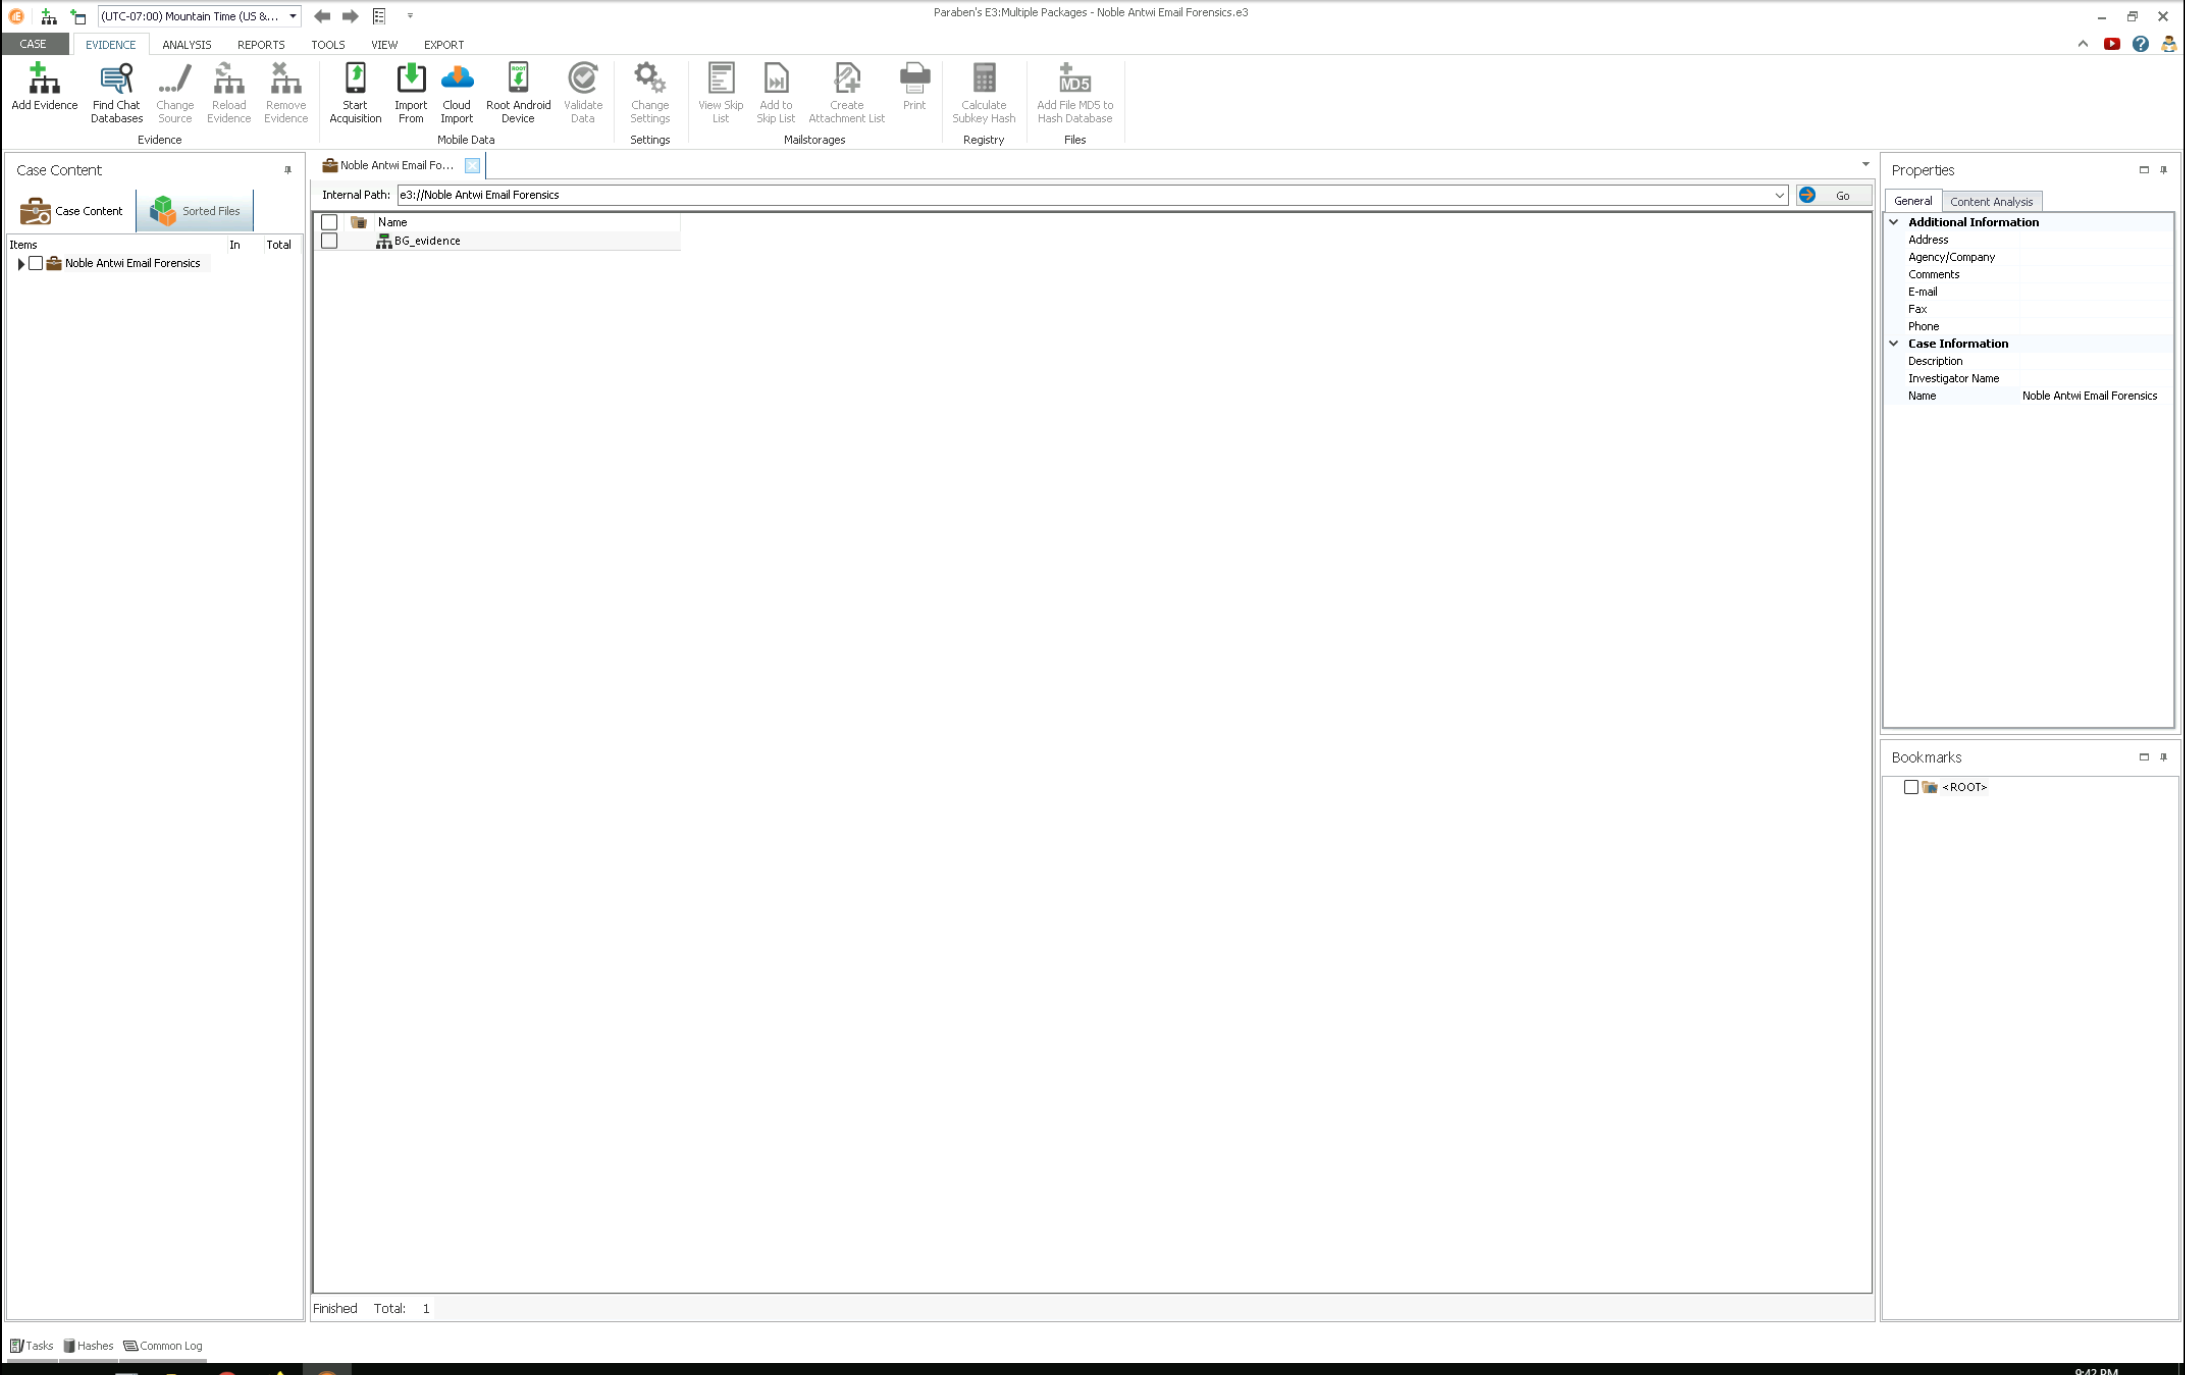 (UTC-07:00) Mountain Time (US &...
Paraben's E3:Multiple Packages - Noble Antwi Email Forensics.e3
CASE EVIDENCE ANALYSIS REPORTS TOOLS VIEW EXPORT
Add Evidence
Find Chat Databases
Change Source
Reload Evidence
Remove Evidence
Evidence
Start Acquisition
Import From
Cloud Import
ROOT
Root Android Device
Validate Data
Mobile Data
Change Settings
Settings
View Skip List
Add to Skip List
Create Attachment List
Print
Mailstorages
Calculate Subkey Hash
Registry
MD5
Add File MD5 to Hash Database
Files
Case Content
Case Content
Sorted Files
Items In Total
Noble Antwi Email Forensics
Noble Antwi Email Fo...
Internal Path: e3://Noble Antwi Email Forensics
Go
Name
BG_evidence
Finished Total: 1
Properties
General Content Analysis
Additional Information
Address
Agency/Company
Comments
E-mail
Fax
Phone
Case Information
Description
Investigator Name
Name Noble Antwi Email Forensics
Bookmarks
<ROOT>
Tasks Hashes Common Log
9:42 PM